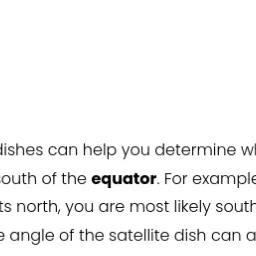 dishes can help you determine
south of the equator. For example
ts north, you are most likely south
angle of the satellite dish can